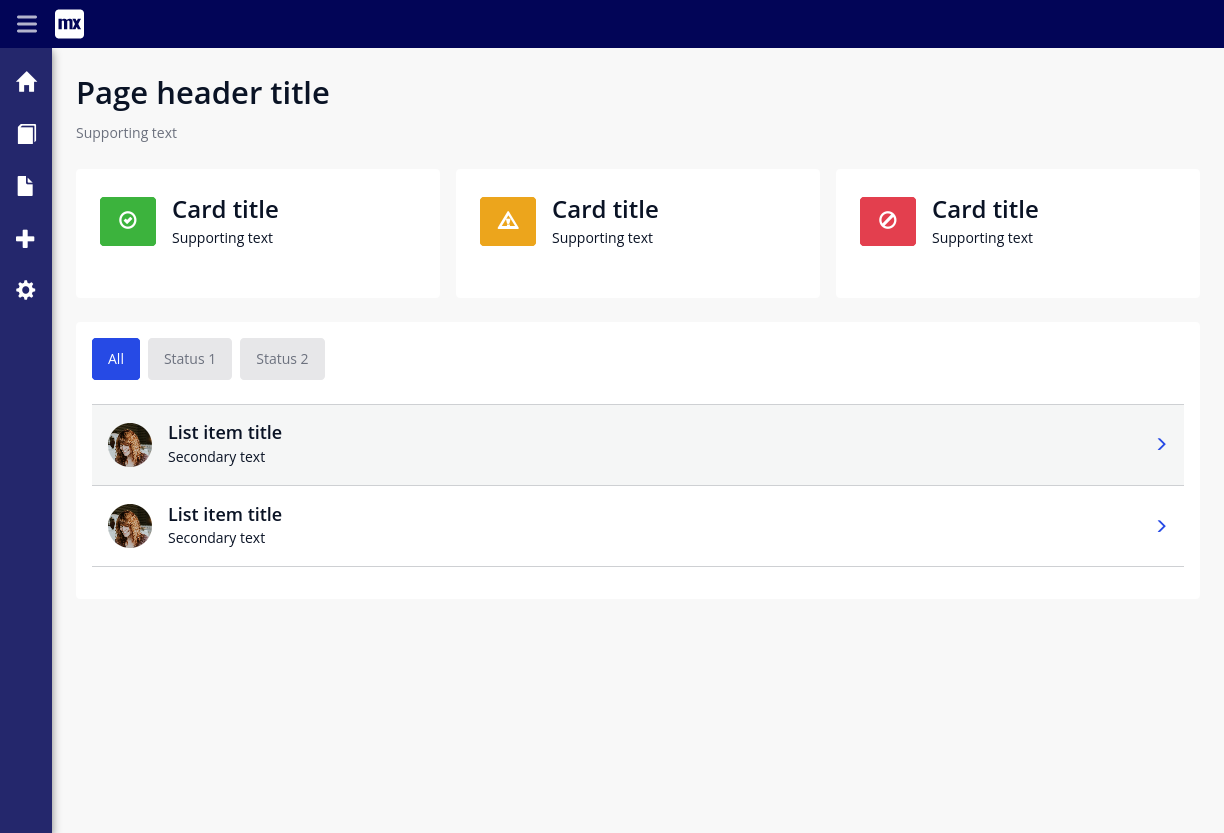 mx
Page header title
Supporting text
Card title
Supporting text
Card title
Supporting text
Card title
Supporting text
All
Status 1
Status 2
List item title
Secondary text
List item title
Secondary text